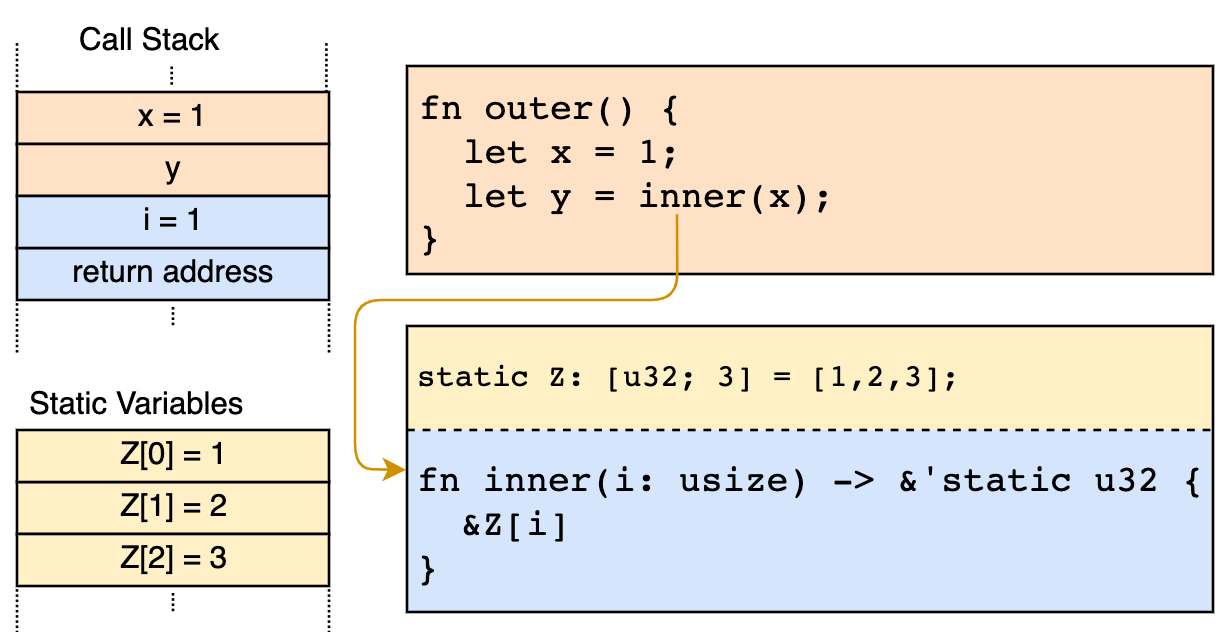 Call Stack
x = 1
y
i = 1
return address
Static Variables
Z[0] = 1
Z[1] = 2
Z[2] = 3
fn outer() {
  let x = 1;
  let y = inner(x);
}
static Z: [u32; 3] = [1,2,3];
fn inner(i: usize) -> &'static u32 {
  &Z[i]
}